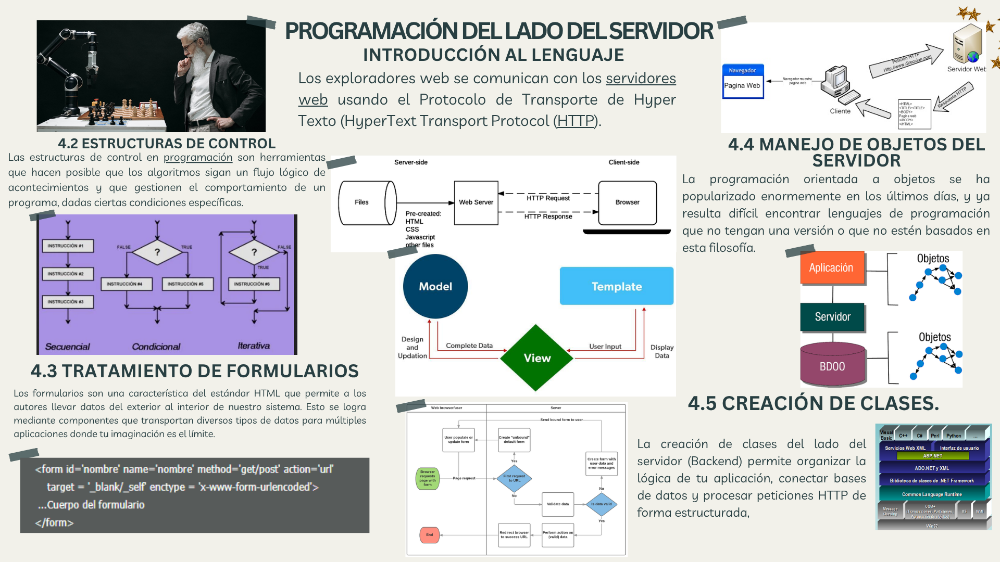 PROGRAMACIÓN DEL LADO DEL SERVIDOR
INTRODUCCIÓN AL LENGUAJE
Los exploradores web se comunican con los servidores
web usando el Protocolo de Transporte de Hyper
Texto (HyperText Transport Protocol (HTTP).
4.2 ESTRUCTURAS DE CONTROL
Las estructuras de control en programación son herramientas
que hacen posible que los algoritmos sigan un flujo lógico de
acontecimientos y que gestionen el comportamiento de un
programa, dadas ciertas condiciones específicas.
INSTRUCCIÓN #1
INSTRUCCIÓN #2
INSTRUCCIÓN #3
Secuencial
FALSE
?
TRUE
INSTRUCCIÓN #4
INSTRUCCIÓN #5
Condicional
?
FALSE
TRUE
INSTRUCCIÓN #6
Iterativa
4.3 TRATAMIENTO DE FORMULARIOS
Los formularios son una característica del estándar HTML que permite a los
autores llevar datos del exterior al interior de nuestro sistema. Esto se logra
mediante componentes que transportan diversos tipos de datos para múltiples
aplicaciones donde tu imaginación es el límite.
<form id='nombre' name='nombre' method='get/post' action='url'
target = '_blank/_self' enctype = 'x-www-form-urlencoded'>
...Cuerpo del formulario
</form>
Server-side
Client-side
Files
Web Server
HTTP Request
HTTP Response
Browser
Pre-created:
HTML
CSS
Javascript
other files
Model
Template
Design
and
Updation
Complete Data
User Input
Display
Data
View
Web browser/user
Server
Send bound form to user
User populate or
update form
Create "unbound"
default form
Yes
Create form with
user-data and
error messages
Browser
requests
page with
form
Page request
First request
to URL
No
No
Validate data
Is data valid
Yes
End
Redirect browser
to success URL
Perform action on
(valid) data
Navegador
Pagina Web
Navegador muestra
pagina web
Cliente
Petición HTTP
Http://www.direccion.com
Servidor Web
Respuesta HTTP
<HTML>
<TITLE><TITLE>
<BODY>
Pagina web
</BODY>
</HTML>
4.4 MANEJO DE OBJETOS DEL
SERVIDOR
La programación orientada a objetos se ha
popularizado enormemente en los últimos días, y ya
resulta difícil encontrar lenguajes de programación
que no tengan una versión o que no estén basados en
esta filosofía.
Aplicación
Objetos
Servidor
Objetos
BDOO
4.5 CREACIÓN DE CLASES.
La creación de clases del lado del
servidor (Backend) permite organizar la
lógica de tu aplicación, conectar bases
de datos y procesar peticiones HTTP de
forma estructurada,
Visual
Basic
C++
C#
Perl
Python
...
Servicios Web XML
Interfaz de usuario
ASP.NET
ADO.NET y XML
Biblioteca de clases de .NET Framework
Common Language Runtime
Message
Queuing
COM+
(Transacciones, Particiones,
Agrupación de objetos)
IIS
WMI
Win32